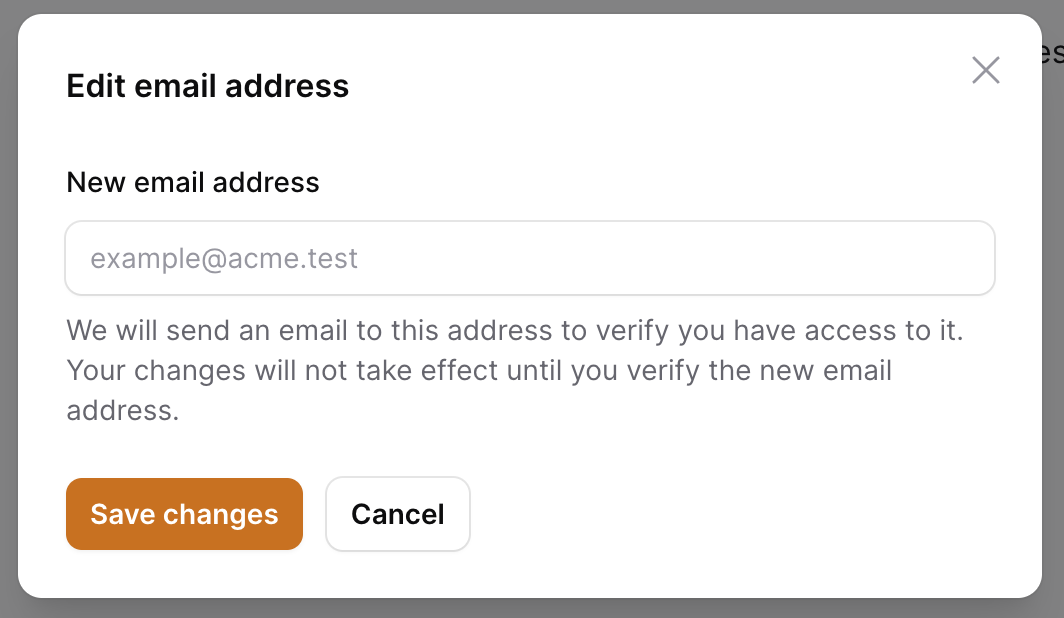 Edit email address
New email address
example@acme.test
We will send an email to this address to verify you have access to it.
Your changes will not take effect until you verify the new email
address.
Save changes
Cancel